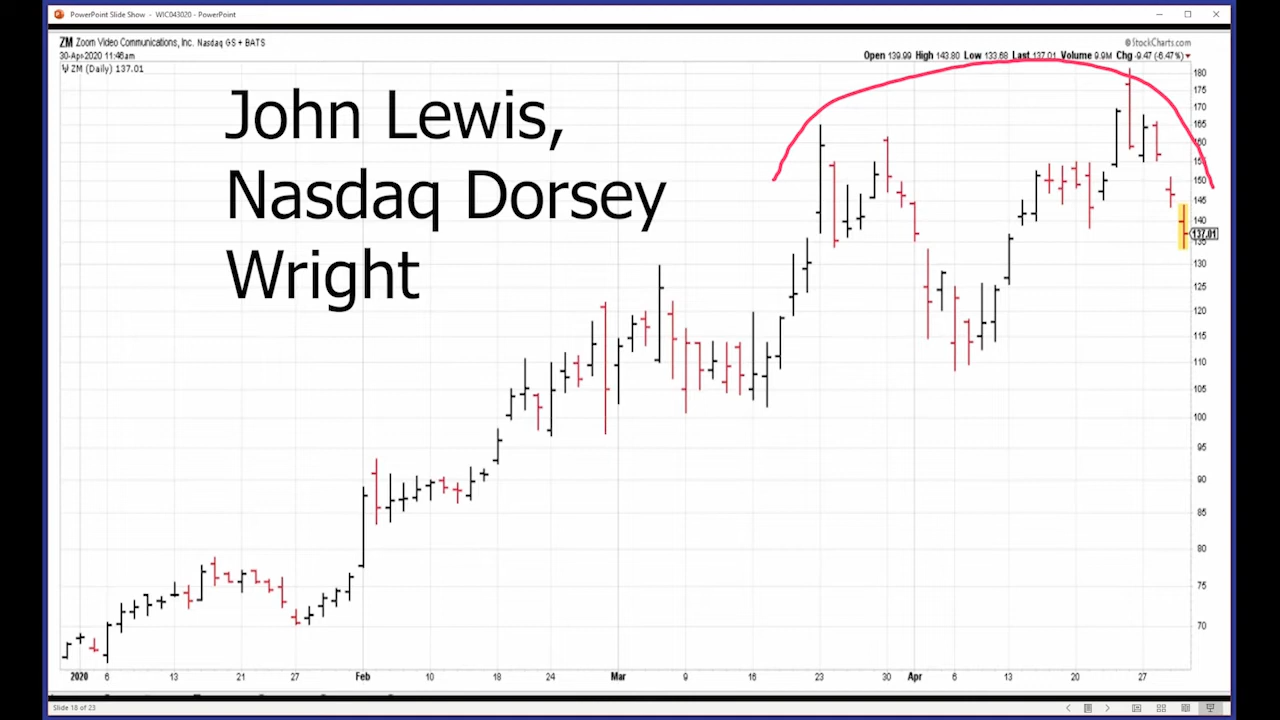 PowerPoint Slide Show - WIC043020 - PowerPoint
ZM Zoom Video Communications, Inc. Nasdaq GS + BATS
© StockCharts.com
30-Apr-2020 11:46am
Open 139.99 High 143.80 Low 133.68 Last 137.01 Volume 9.9M Chg -9.47 (-6.47%)
ZM (Daily) 137.01
John Lewis,
Nasdaq Dorsey
Wright
180
175
170
165
160
155
150
145
140
137.01
135
130
125
120
115
110
105
100
95
90
85
80
75
70
2020 6 13 21 27 Feb 10 18 24 Mar 9 16 23 30 Apr 6 13 20 27
Slide 18 of 23